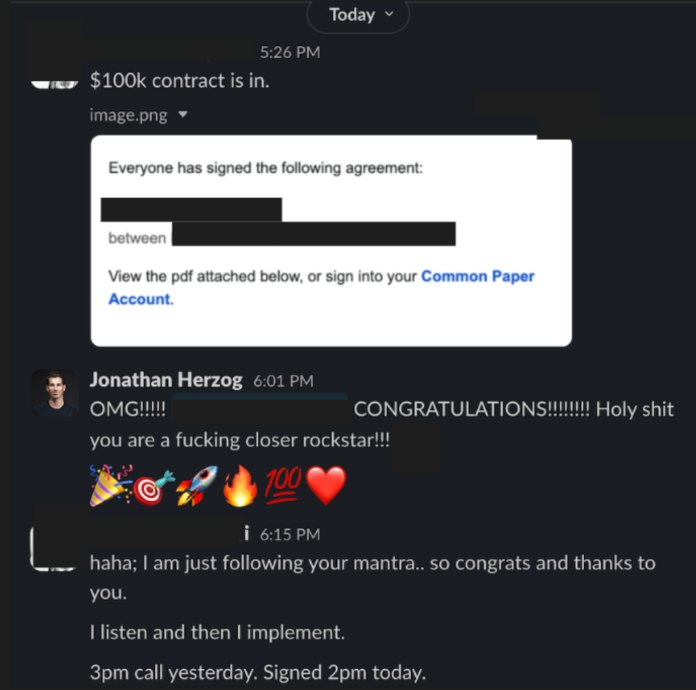 Today
5:26 PM
$100k contract is in.
image.png
Everyone has signed the following agreement:
between
View the pdf attached below, or sign into your Common Paper
Account.
Jonathan Herzog 6:01 PM
OMG!!!!! CONGRATULATIONS!!!!!!!! Holy shit
you are a fucking closer rockstar!!!
💯
i 6:15 PM
haha; I am just following your mantra.. so congrats and thanks to
you.
I listen and then I implement.
3pm call yesterday. Signed 2pm today.